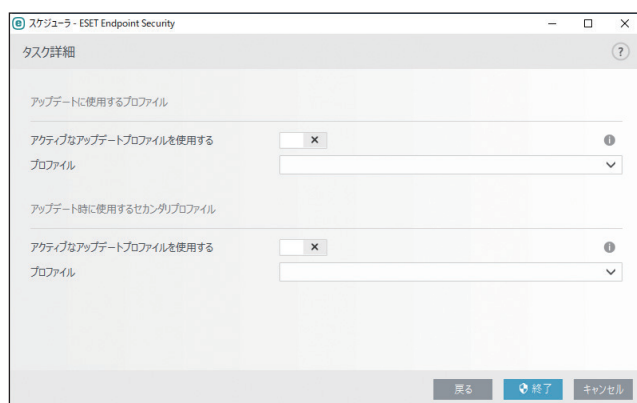 スケジューラ - ESET Endpoint Security
タスク詳細
?
アップデートに使用するプロファイル
アクティブなアップデートプロファイルを使用する
プロファイル
アップデート時に使用するセカンダリプロファイル
アクティブなアップデートプロファイルを使用する
プロファイル
戻る 終了 キャンセル